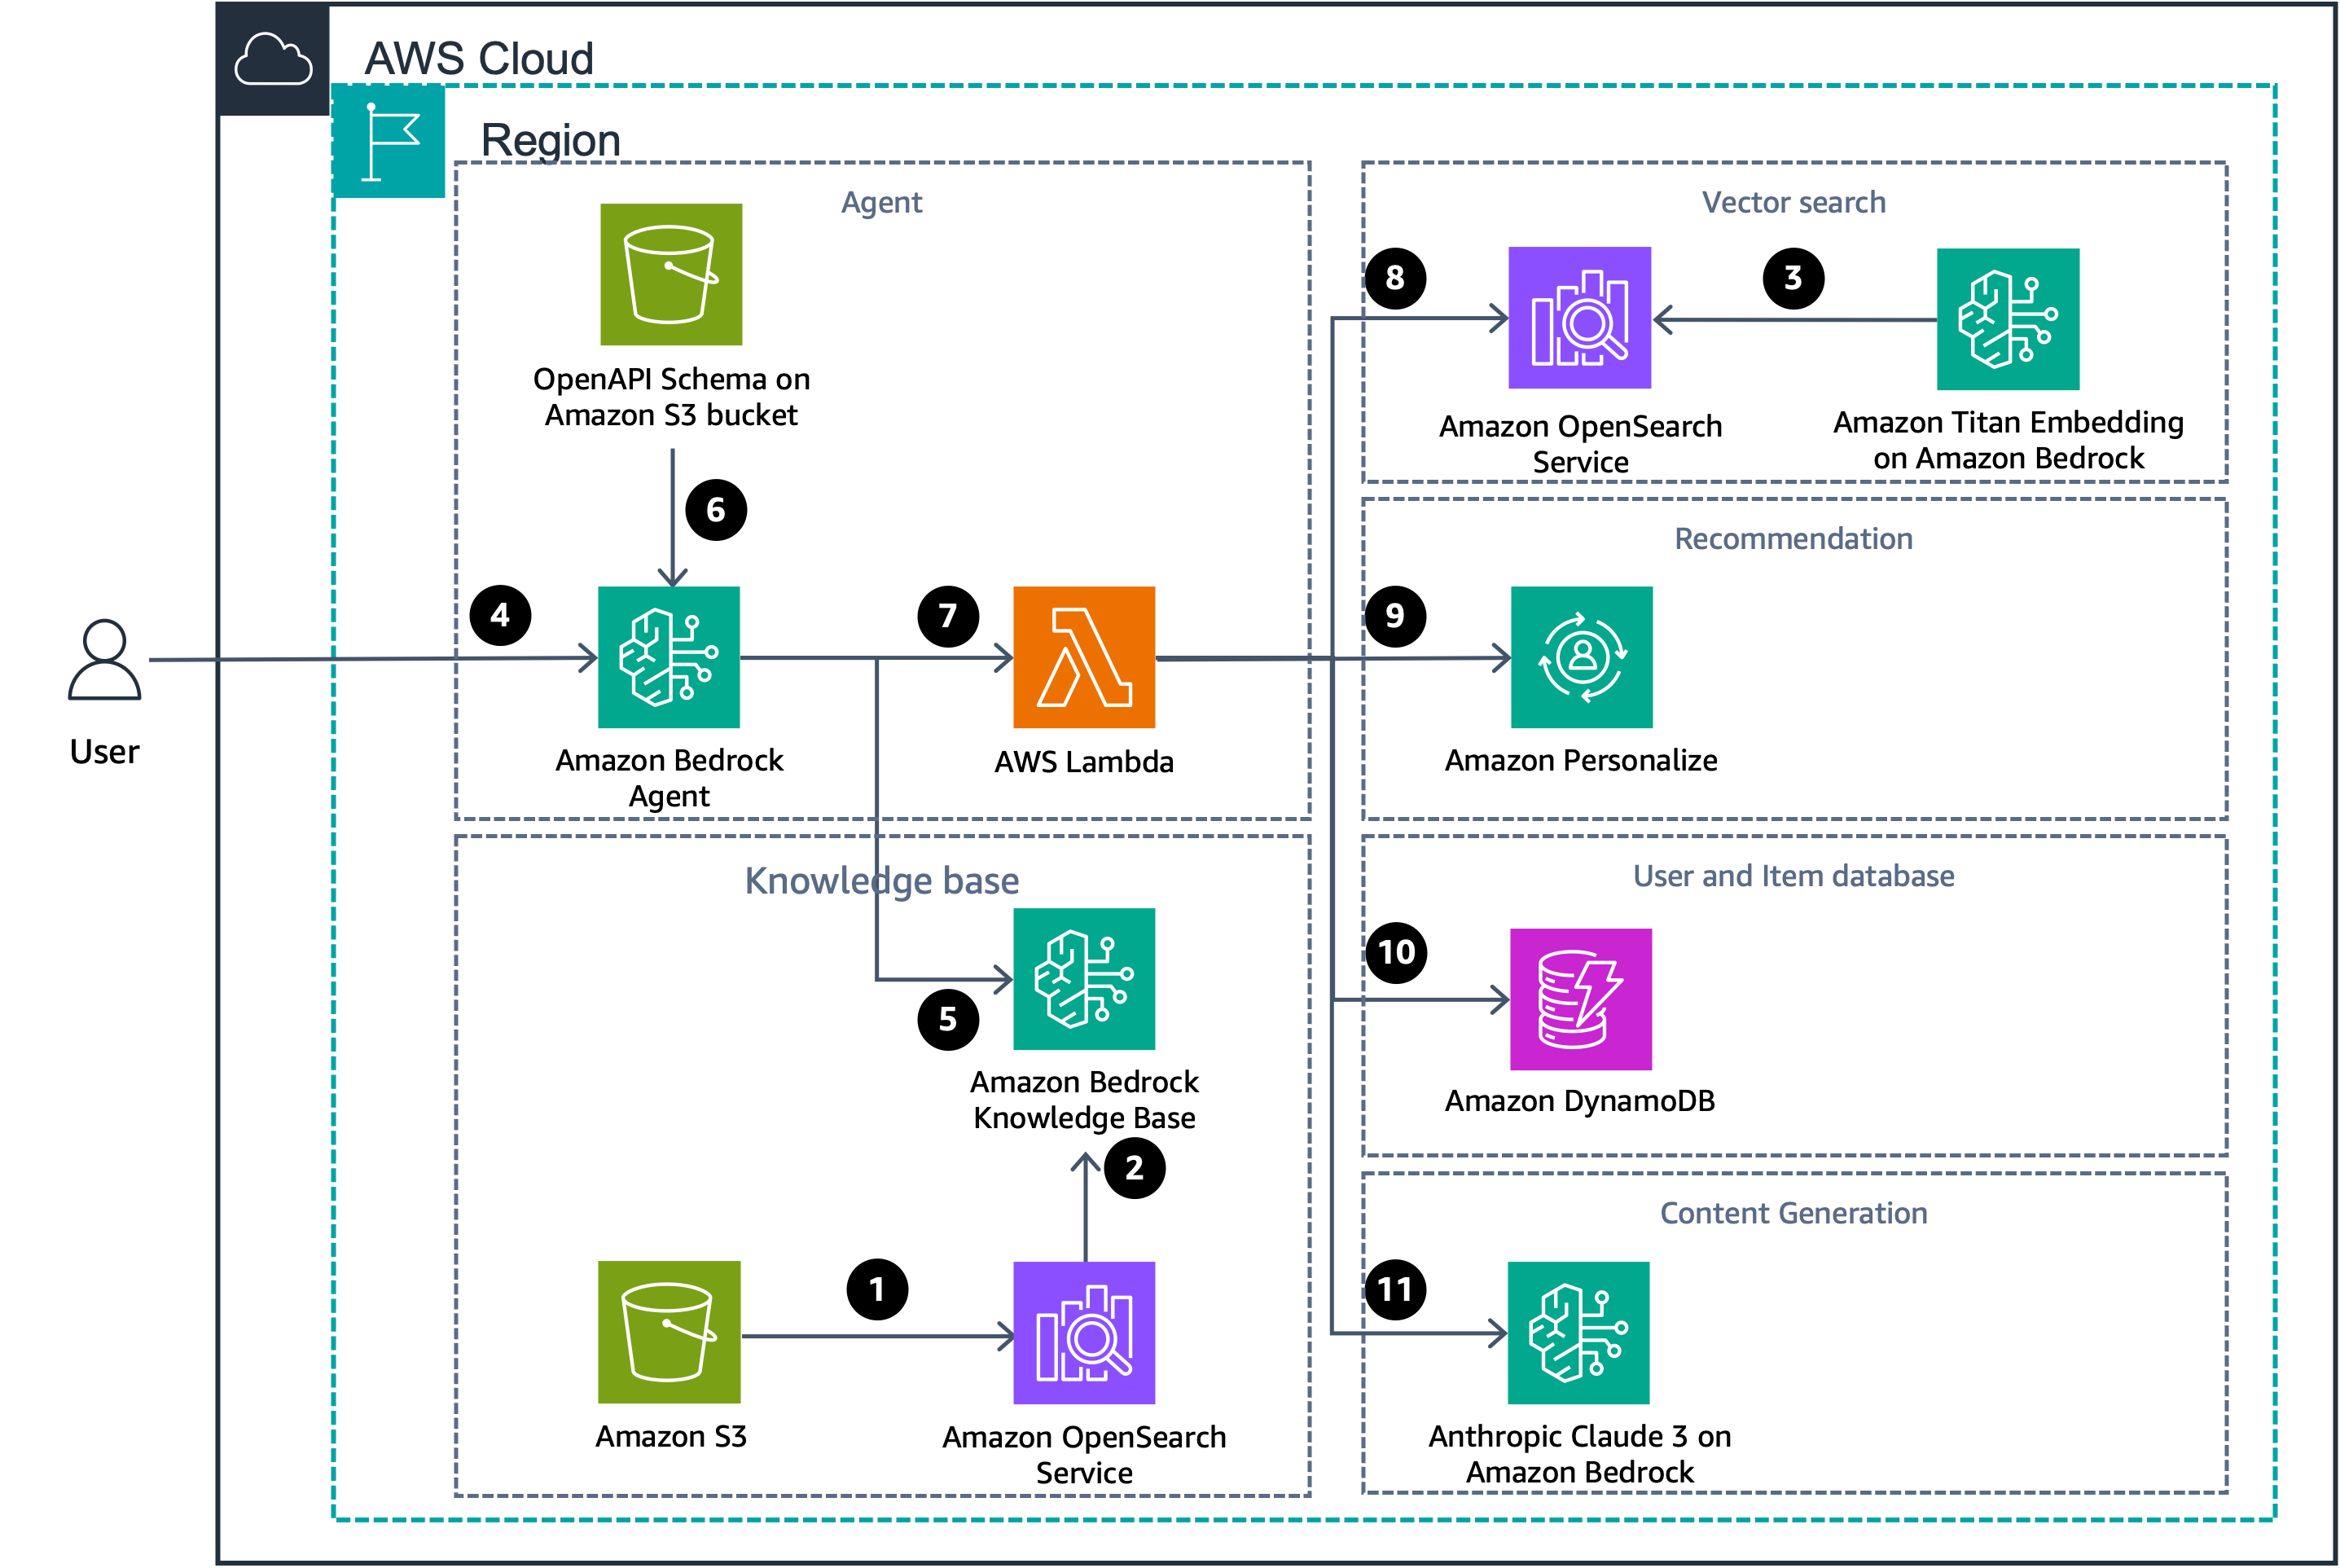 AWS Cloud
Region
Agent
OpenAPI Schema on
Amazon S3 bucket
6
4
7
User
Amazon Bedrock
Agent
AWS Lambda
Knowledge base
5
Amazon Bedrock
Knowledge Base
2
1
Amazon S3
Amazon OpenSearch
Service
Vector search
8
3
Amazon OpenSearch
Service
Amazon Titan Embedding
on Amazon Bedrock
Recommendation
9
Amazon Personalize
User and Item database
10
Amazon DynamoDB
Content Generation
11
Anthropic Claude 3 on
Amazon Bedrock